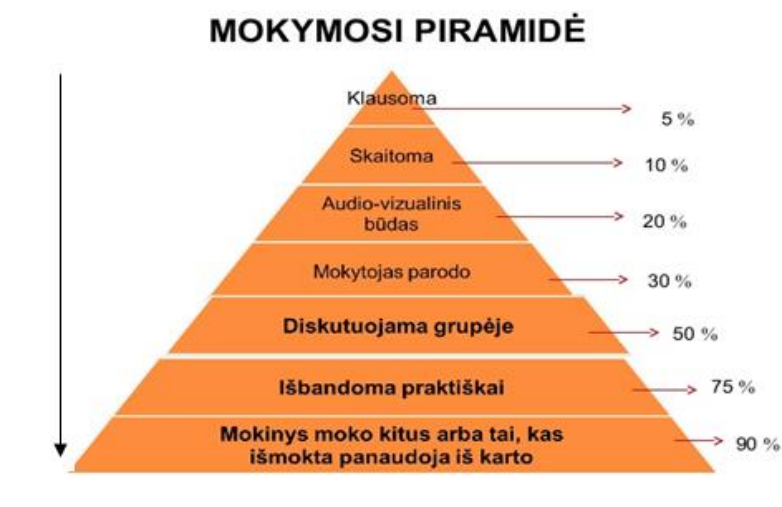 MOKYMOSI PIRAMIDĖ
Klausoma
5 %
Skaitoma
10 %
Audio-vizualinis
būdas
20 %
Mokytojas parodo
30 %
Diskutuojama grupėje
50 %
Išbandoma praktiškai
75 %
Mokinys moko kitus arba tai, kas
išmokta panaudoja iš karto
90 %